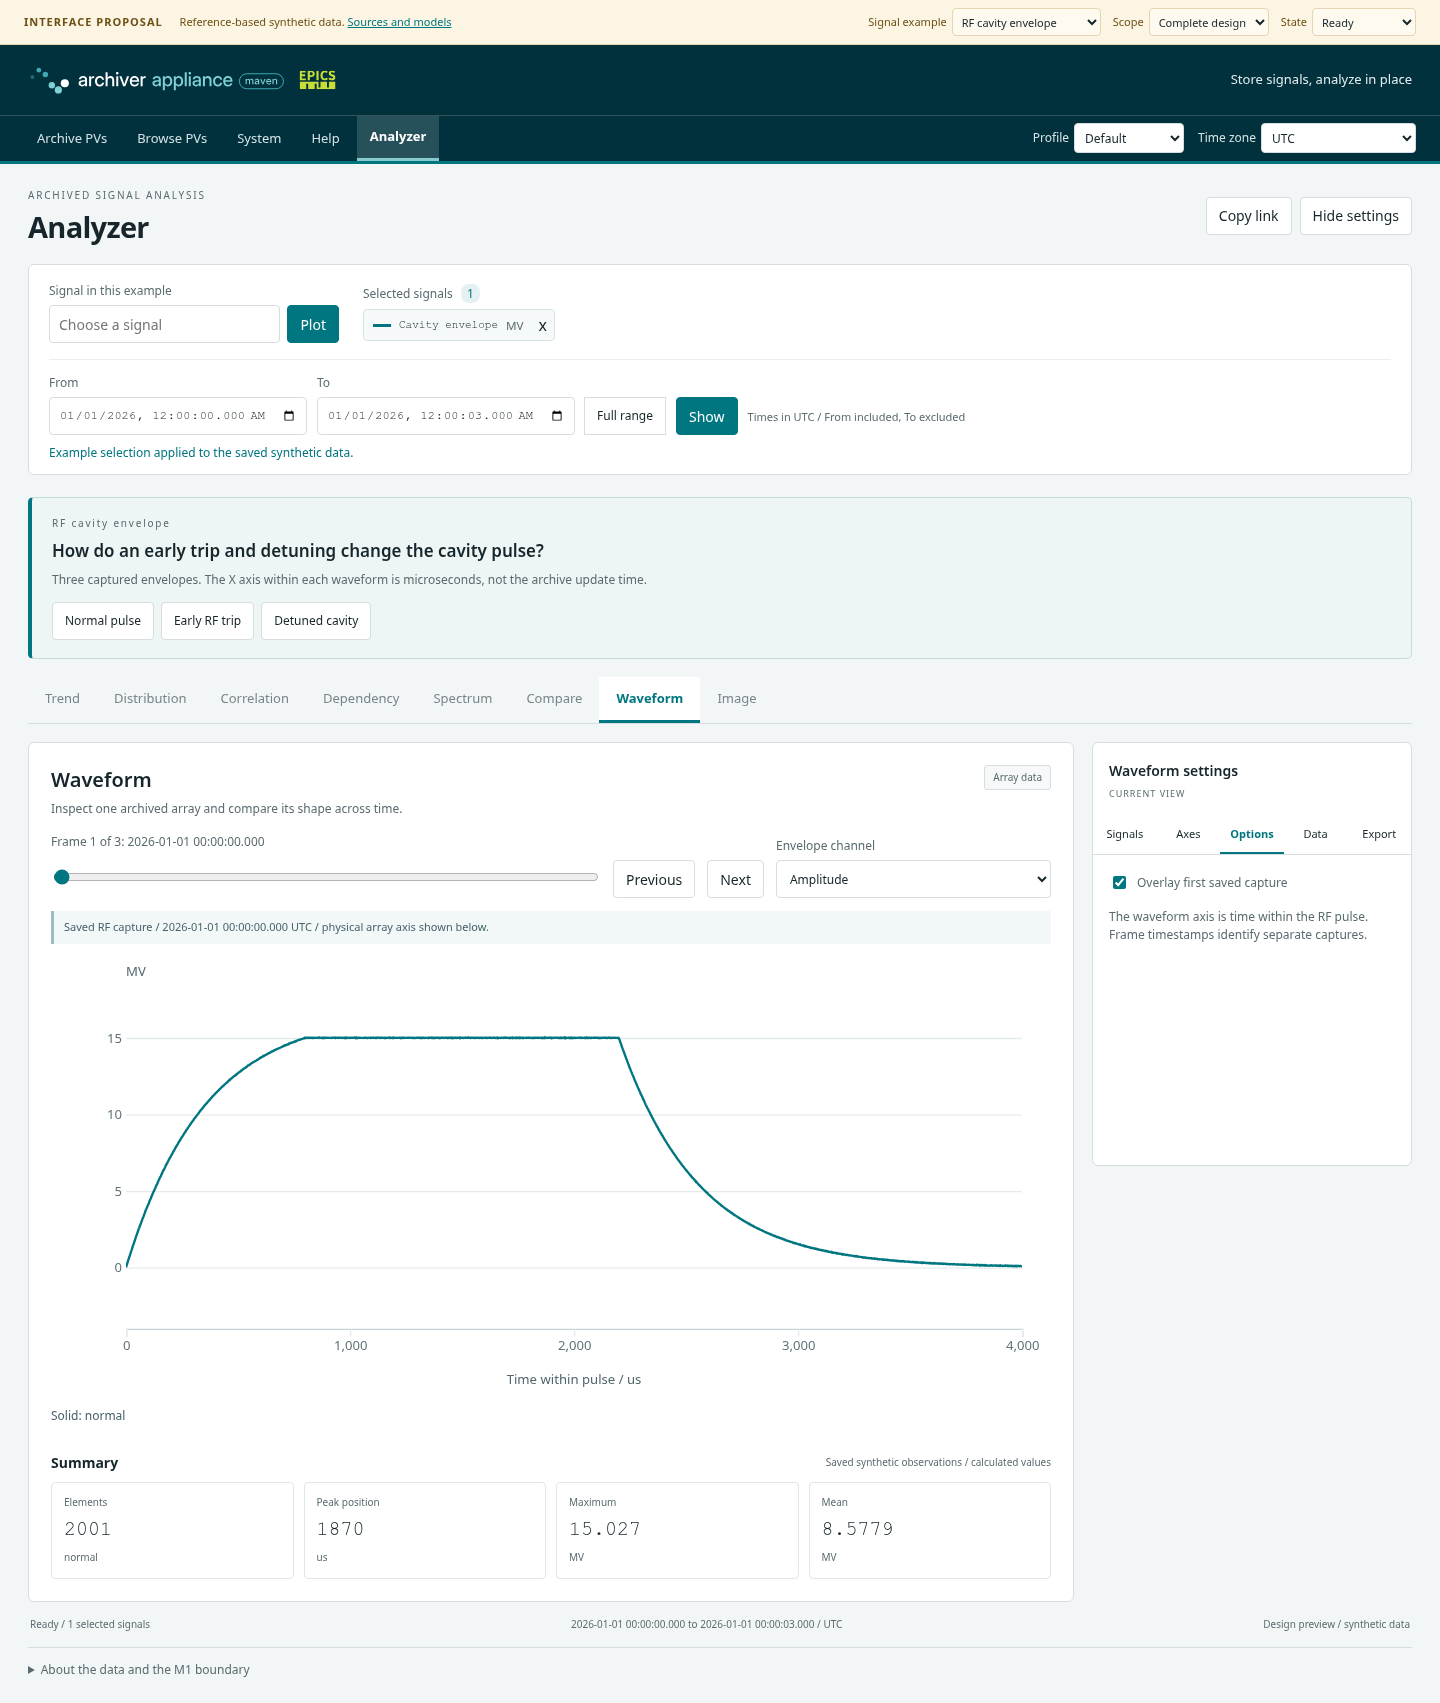 INTERFACE PROPOSAL Reference-based synthetic data. Sources and models Signal example RF cavity envelope Scope Complete design State Ready
archiver appliance maven EPICS Store signals, analyze in place
Archive PVs Browse PVs System Help Analyzer Profile Default Time zone UTC
ARCHIVED SIGNAL ANALYSIS
Analyzer
Copy link Hide settings
Signal in this example Selected signals 1
Choose a signal Plot Cavity envelope MV X
From To
01/01/2026, 12:00:00.000 AM 01/01/2026, 12:00:03.000 AM Full range Show Times in UTC / From included, To excluded
Example selection applied to the saved synthetic data.
RF cavity envelope
How do an early trip and detuning change the cavity pulse?
Three captured envelopes. The X axis within each waveform is microseconds, not the archive update time.
Normal pulse Early RF trip Detuned cavity
Trend Distribution Correlation Dependency Spectrum Compare Waveform Image
Waveform
Array data
Inspect one archived array and compare its shape across time.
Frame 1 of 3: 2026-01-01 00:00:00.000
Envelope channel
Previous Next Amplitude
Saved RF capture / 2026-01-01 00:00:00.000 UTC / physical array axis shown below.
MV
15
10
5
0
0 1,000 2,000 3,000 4,000
Time within pulse / us
Solid: normal
Summary Saved synthetic observations / calculated values
Elements Peak position Maximum Mean
2001 1870 15.027 8.5779
normal us MV MV
Waveform settings
CURRENT VIEW
Signals Axes Options Data Export
Overlay first saved capture
The waveform axis is time within the RF pulse.
Frame timestamps identify separate captures.
Ready / 1 selected signals 2026-01-01 00:00:00.000 to 2026-01-01 00:00:03.000 / UTC Design preview / synthetic data
About the data and the M1 boundary